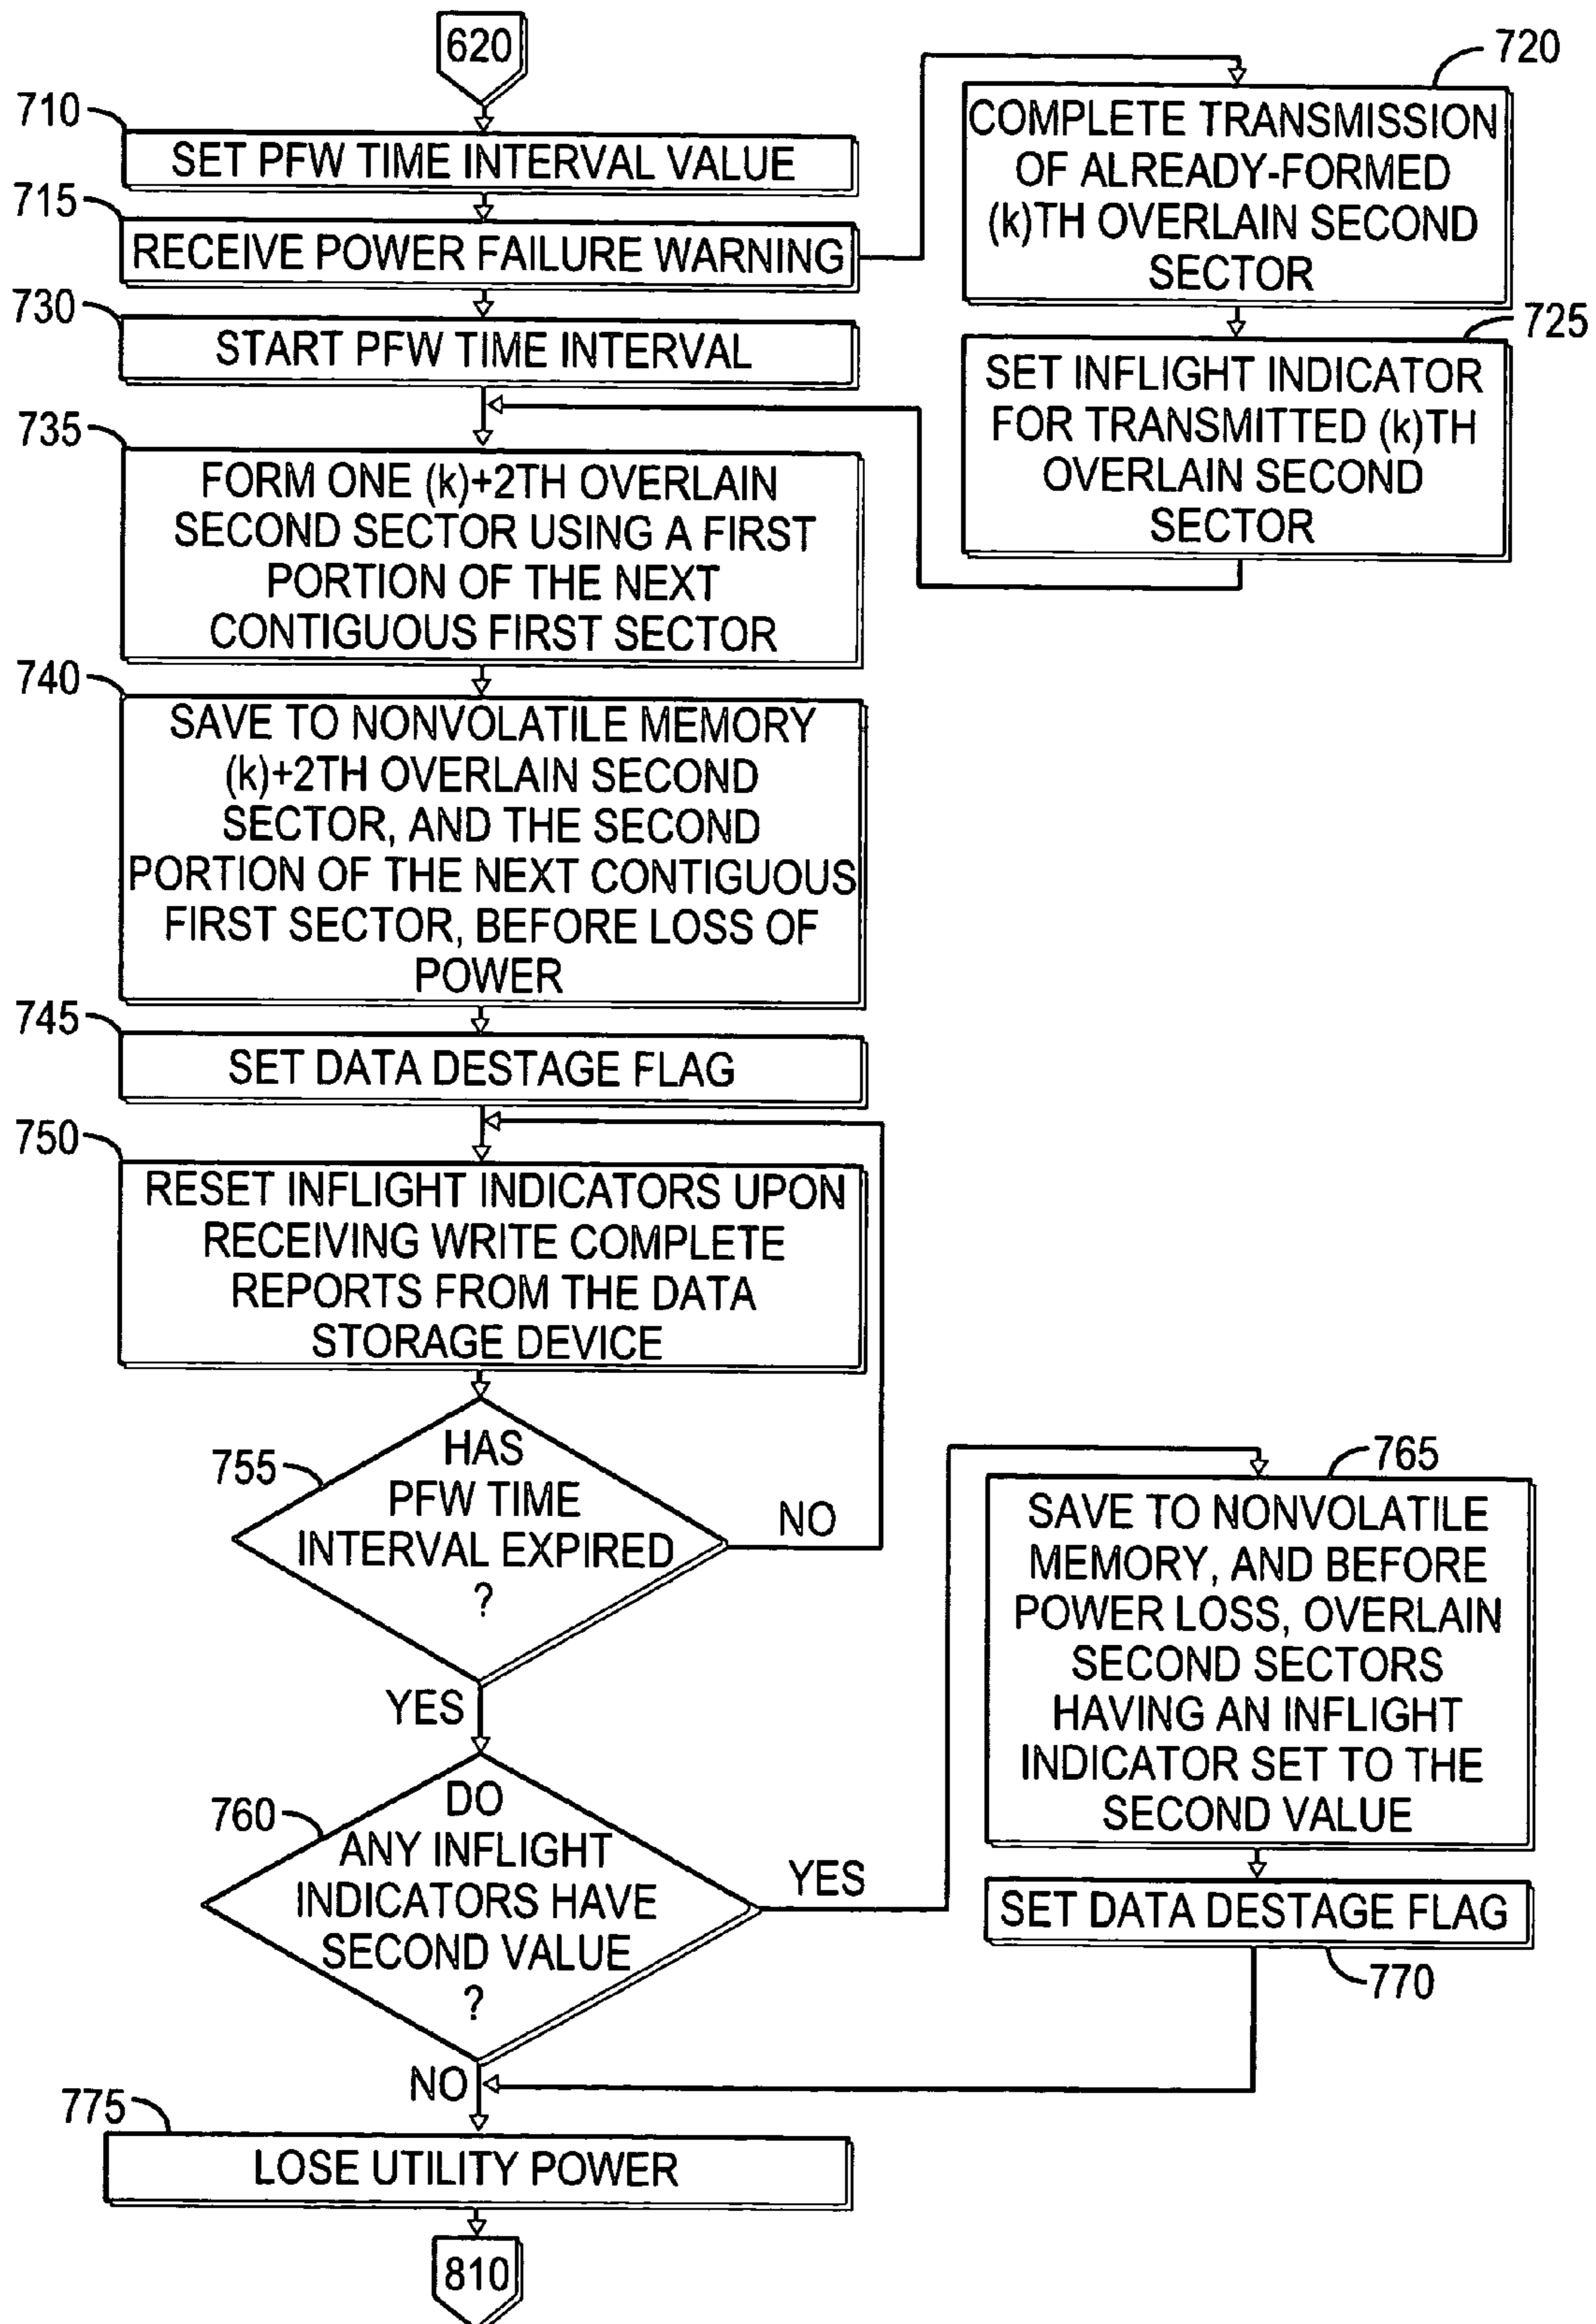 620
710
SET PFW TIME INTERVAL VALUE
715
RECEIVE POWER FAILURE WARNING
720
COMPLETE TRANSMISSION
OF ALREADY-FORMED
(k)TH OVERLAIN SECOND
SECTOR
725
SET INFLIGHT INDICATOR
FOR TRANSMITTED (k)TH
OVERLAIN SECOND
SECTOR
730
START PFW TIME INTERVAL
735
FORM ONE (k)+2TH OVERLAIN
SECOND SECTOR USING A FIRST
PORTION OF THE NEXT
CONTIGUOUS FIRST SECTOR
740
SAVE TO NONVOLATILE MEMORY
(k)+2TH OVERLAIN SECOND
SECTOR, AND THE SECOND
PORTION OF THE NEXT CONTIGUOUS
FIRST SECTOR, BEFORE LOSS OF
POWER
745
SET DATA DESTAGE FLAG
750
RESET INFLIGHT INDICATORS UPON
RECEIVING WRITE COMPLETE
REPORTS FROM THE DATA
STORAGE DEVICE
755
HAS
PFW TIME
INTERVAL EXPIRED
?
NO
YES
760
DO
ANY INFLIGHT
INDICATORS HAVE
SECOND VALUE
?
YES
NO
765
SAVE TO NONVOLATILE
MEMORY, AND BEFORE
POWER LOSS, OVERLAIN
SECOND SECTORS
HAVING AN INFLIGHT
INDICATOR SET TO THE
SECOND VALUE
SET DATA DESTAGE FLAG
770
775
LOSE UTILITY POWER
810